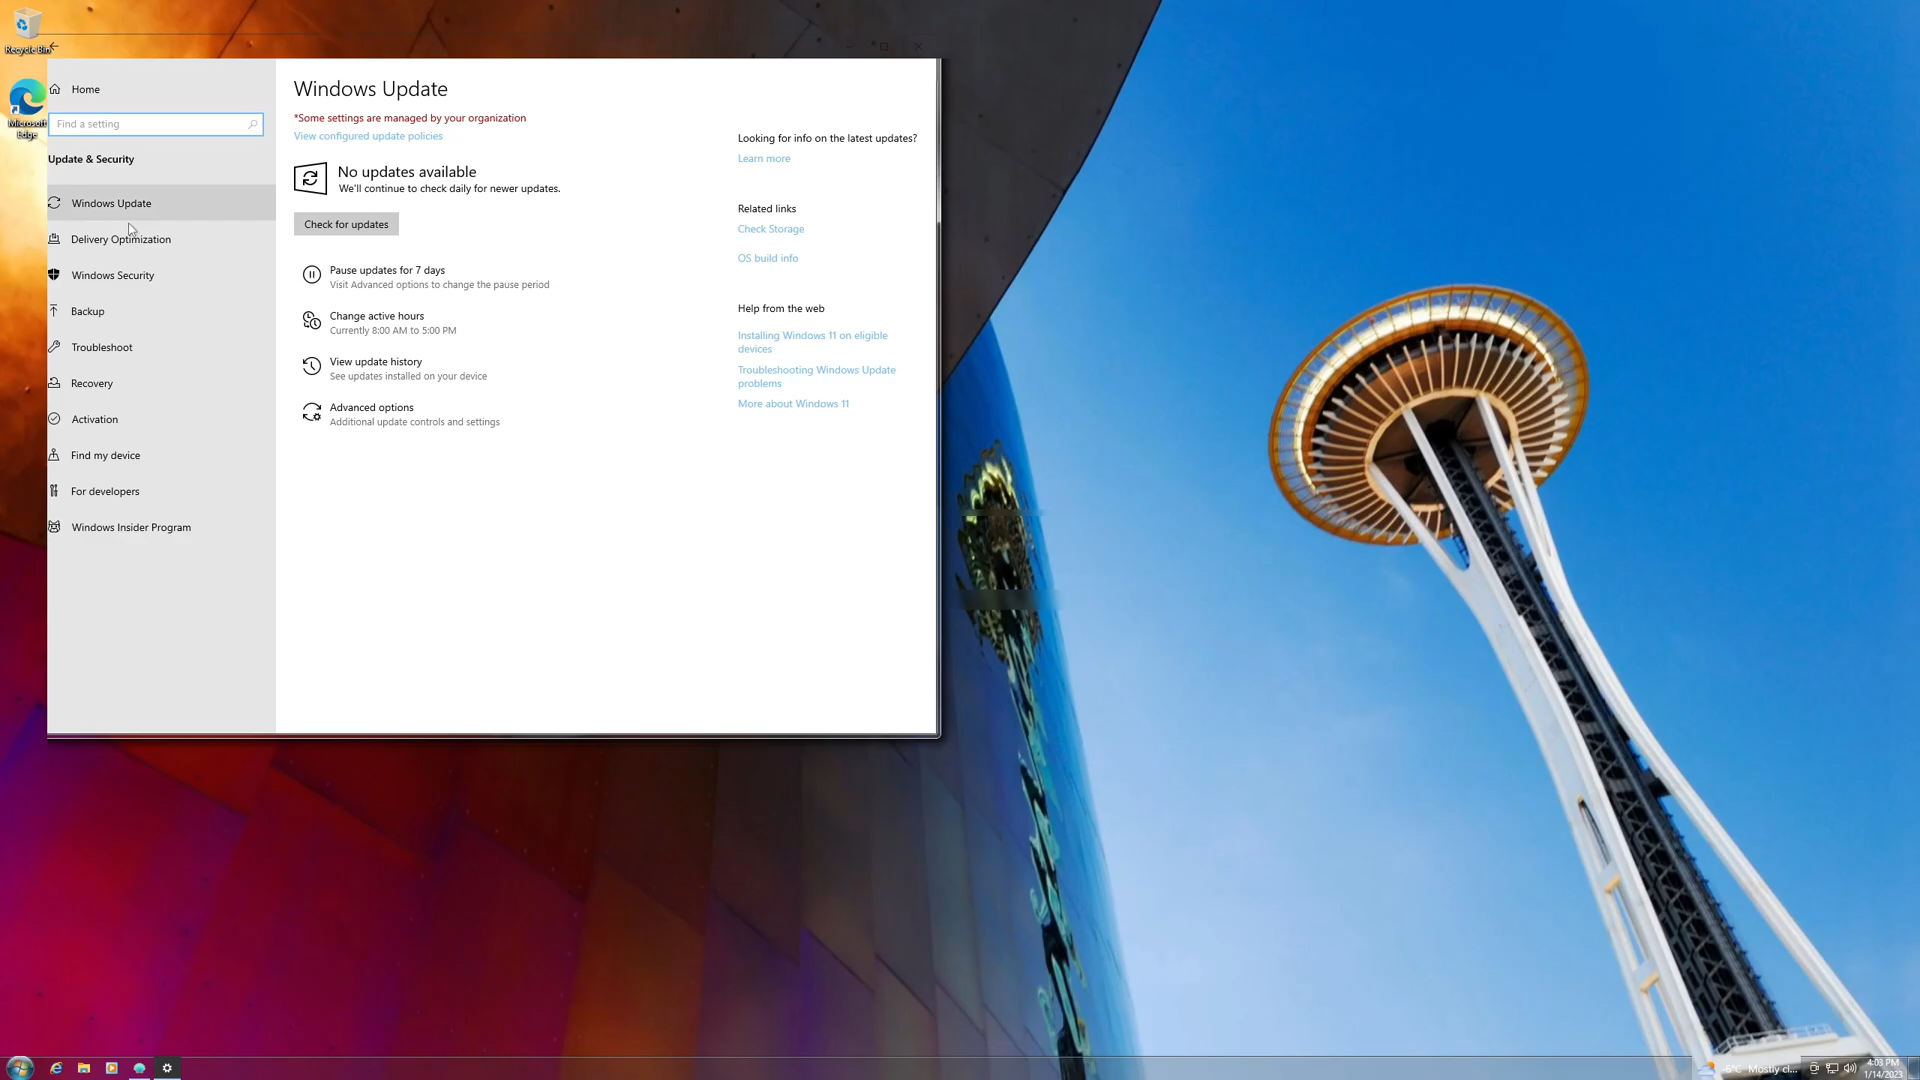 Recycle Bin
Microsoft
Edge
Home
Find a setting
Update & Security
Windows Update
Delivery Optimization
Windows Security
Backup
Troubleshoot
Recovery
Activation
Find my device
For developers
Windows Insider Program
Windows Update
*Some settings are managed by your organization
View configured update policies
No updates available
We'll continue to check daily for newer updates.
Check for updates
Pause updates for 7 days
Visit Advanced options to change the pause period
Change active hours
Currently 8:00 AM to 5:00 PM
View update history
See updates installed on your device
Advanced options
Additional update controls and settings
Looking for info on the latest updates?
Learn more
Related links
Check Storage
OS build info
Help from the web
Installing Windows 11 on eligible
devices
Troubleshooting Windows Update
problems
More about Windows 11
-6°C Mostly cl...
4:03 PM
1/14/2023